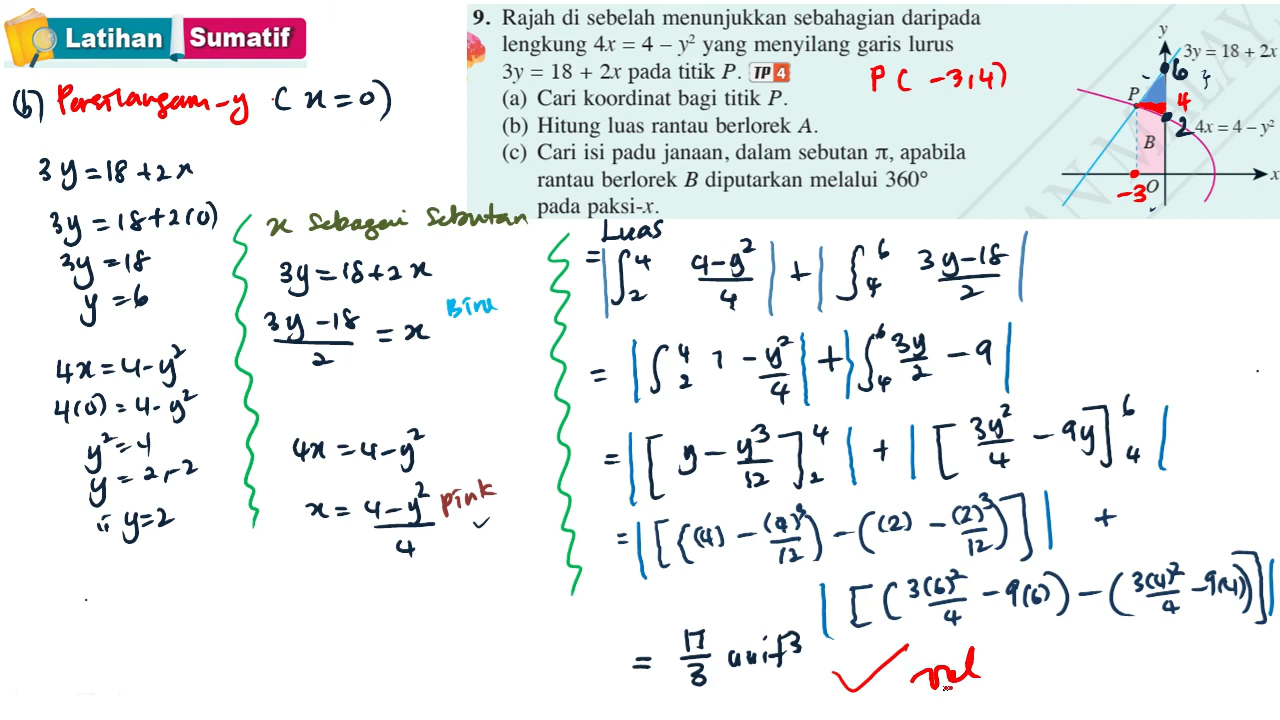 Latihan Sumatif
9. Rajah di sebelah menunjukkan sebahagian daripada
lengkung 4x = 4 – y² yang menyilang garis lurus
3y = 18 + 2x pada titik P. TP 4
(a) Cari koordinat bagi titik P.
(b) Hitung luas rantau berlorek A.
(c) Cari isi padu janaan, dalam sebutan π, apabila
rantau berlorek B diputarkan melalui 360°
pada paksi-x.
P(-3,4)
y
3y = 18 + 2x
6
P
4
2
4x = 4 – y²
B
-3
O
x
(b) Persilangan-y (x=0)
3y = 18 + 2x
3y = 18 + 2(0)
3y = 18
y = 6
4x = 4 - y²
4(0) = 4 - y²
y² = 4
y = 2, -2
∴ y = 2
x sebagai sebutan
3y = 18 + 2x
(3y - 18)/2 = x Biru
4x = 4 - y²
x = (4 - y²)/4 Pink
Luas
= |∫₂⁴ (4 - y²)/4| + |∫₄⁶ (3y - 18)/2|
= |∫₂⁴ 1 - y²/4| + |∫₄⁶ 3y/2 - 9|
= |[y - y³/12]₂⁴| + |[3y²/4 - 9y]₄⁶|
= |[((4) - (4)³/12) - ((2) - (2)³/12)]| +
|[(3(6)²/4 - 9(6)) - (3(4)²/4 - 9(4))]|
= 17/3 unit³ ✓